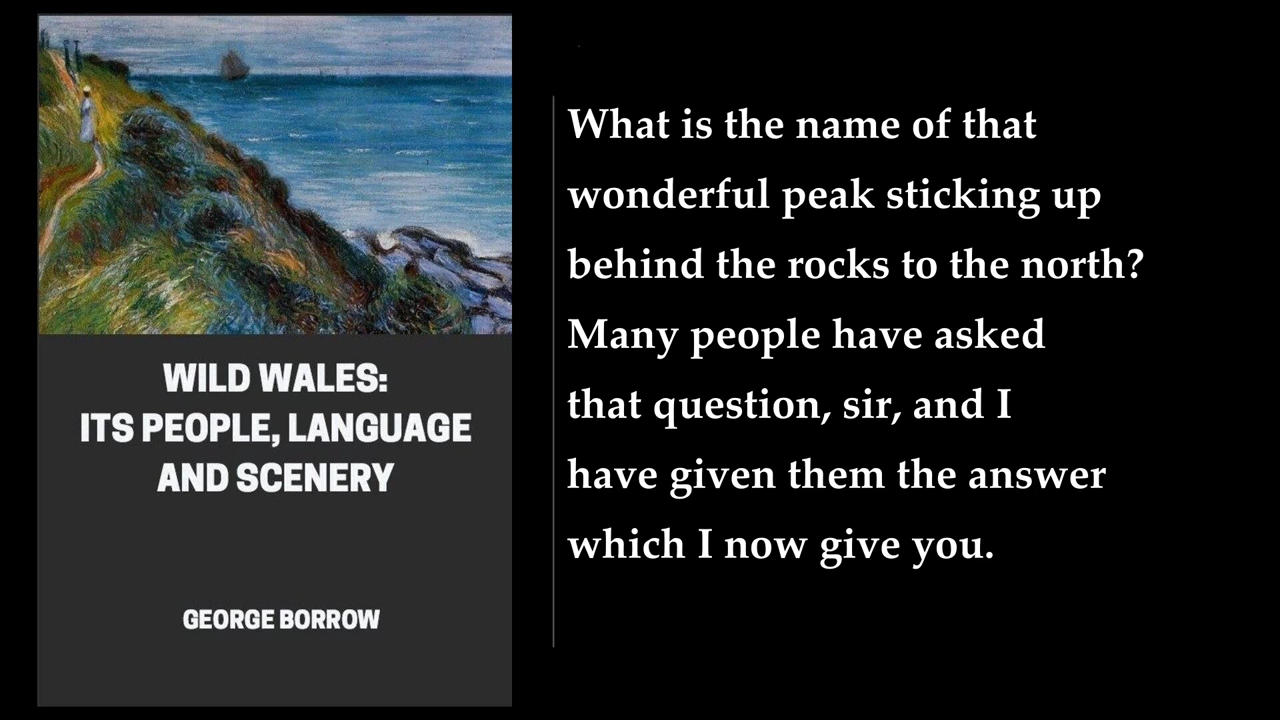 WILD WALES:
ITS PEOPLE, LANGUAGE
AND SCENERY
GEORGE BORROW
What is the name of that
wonderful peak sticking up
behind the rocks to the north?
Many people have asked
that question, sir, and I
have given them the answer
which I now give you.